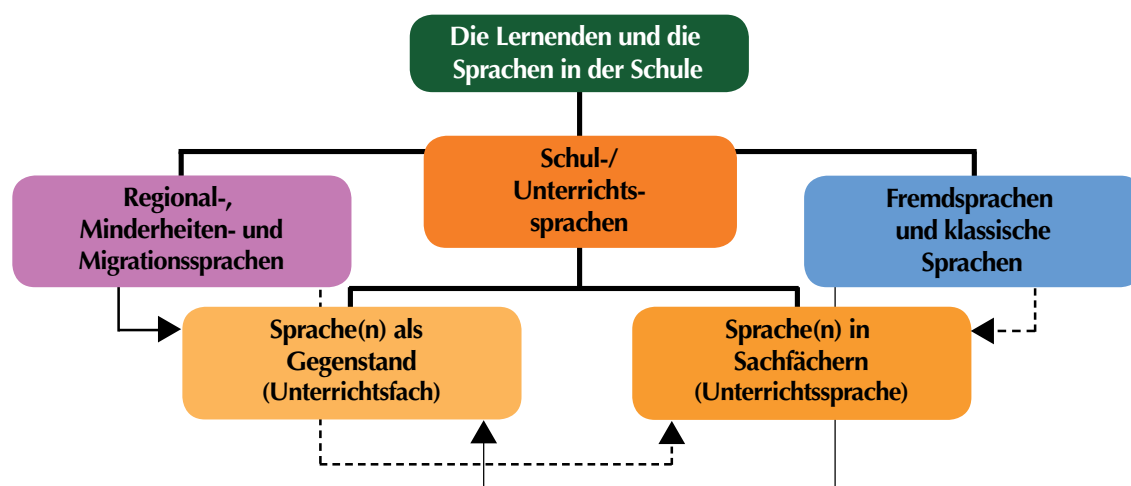 Die Lernenden und die
Sprachen in der Schule
Schul-/
Unterrichts-
sprachen
Regional-,
Minderheiten- und
Migrationssprachen
Fremdsprachen
und klassische
Sprachen
Sprache(n) als
Gegenstand
(Unterrichtsfach)
Sprache(n) in
Sachfächern
(Unterrichtssprache)